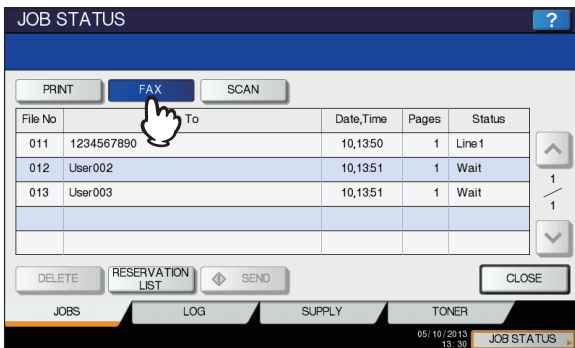 JOB STATUS ?
PRINT FAX SCAN
File No To Date,Time Pages Status
011 1234567890 10,13:50 1 Line1
012 User002 10,13:51 1 Wait
013 User003 10,13:51 1 Wait
1
1
DELETE RESERVATION LIST SEND CLOSE
JOBS LOG SUPPLY TONER
05/10/2013
13:30 JOB STATUS